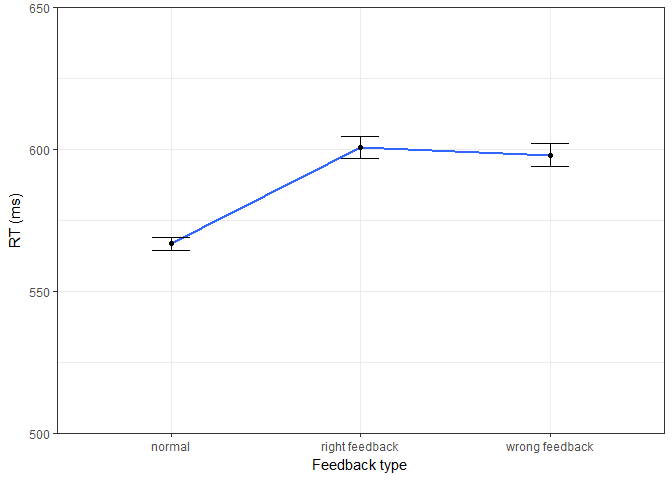 650
600
550
500
RT (ms)
normal
right feedback
wrong feedback
Feedback type